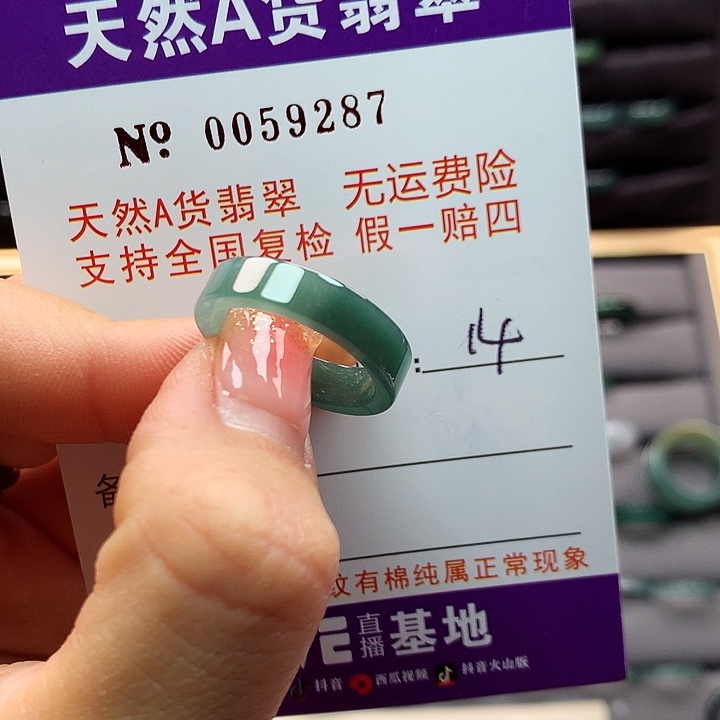 天然A货翡翠
No 0059287
天然A货翡翠 无运费险
支持全国复检 假一赔四
: 14
备
纹有棉纯属正常现象
VE 直播 基地
抖音 西瓜视频 抖音火山版